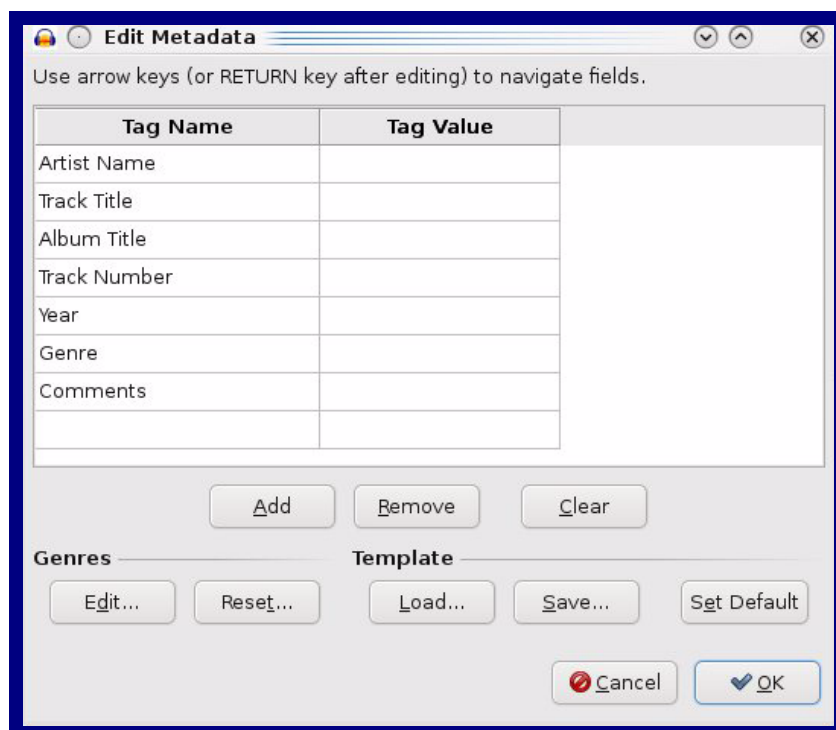 Edit Metadata
Use arrow keys (or RETURN key after editing) to navigate fields.
Tag Name Tag Value
Artist Name
Track Title
Album Title
Track Number
Year
Genre
Comments
Add Remove Clear
Genres Template
Edit... Reset... Load... Save... Set Default
Cancel OK